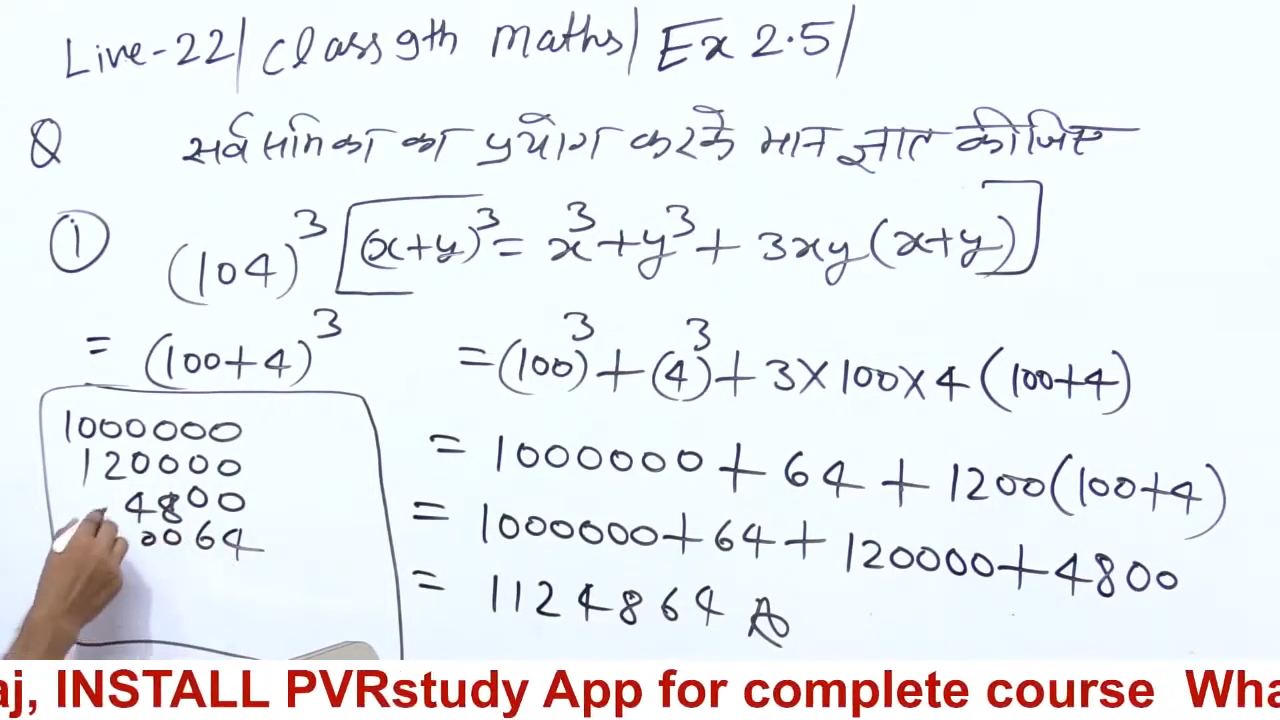 Live-22| Class 9th maths| Ex 2.5|
Q सर्वसमिका का प्रयोग करके मान ज्ञात कीजिए
① (104)³ [(x+y)³ = x³+y³+3xy(x+y)]
= (100+4)³ = (100)³+(4)³+3×100×4(100+4)
= 1000000+64+1200(100+4)
= 1000000+64+120000+4800
= 1124864 A
1000000
120000
4800
0064
aj, INSTALL PVRstudy App for complete course Wha